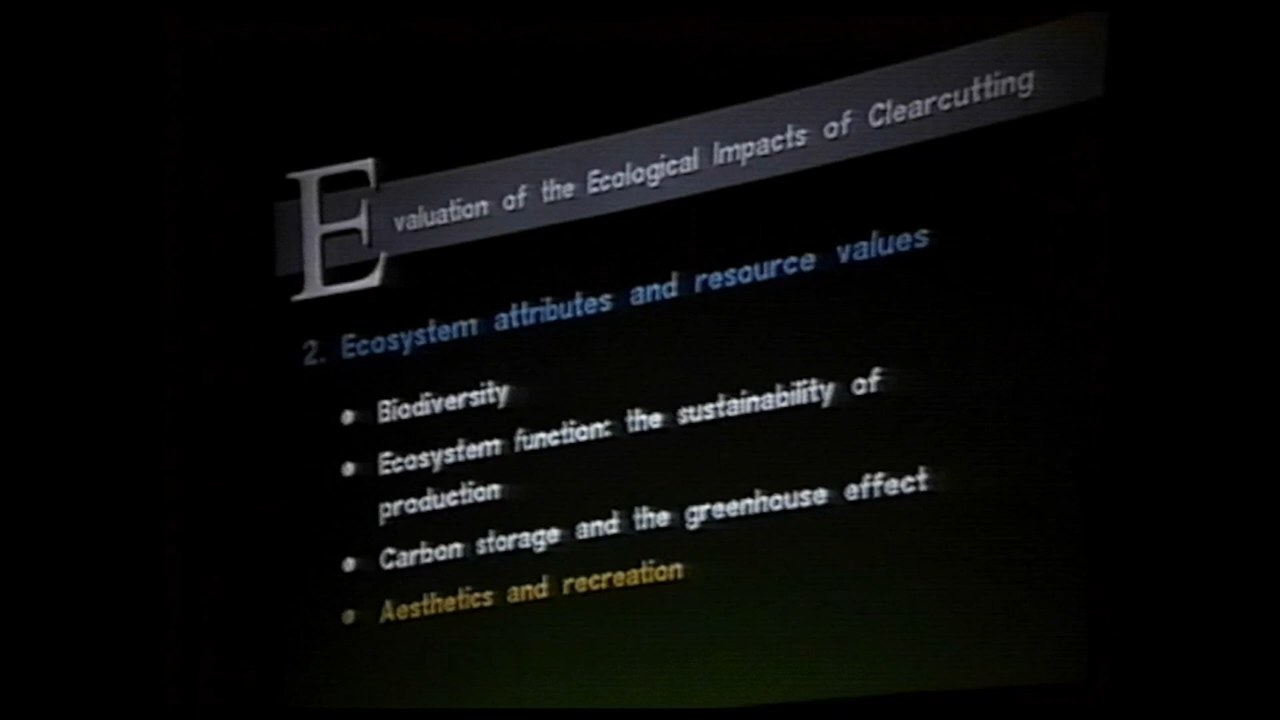 Evaluation of the Ecological Impacts of Clearcutting
2. Ecosystem attributes and resource values
• Biodiversity
• Ecosystem function: the sustainability of
production
• Carbon storage and the greenhouse effect
• Aesthetics and recreation